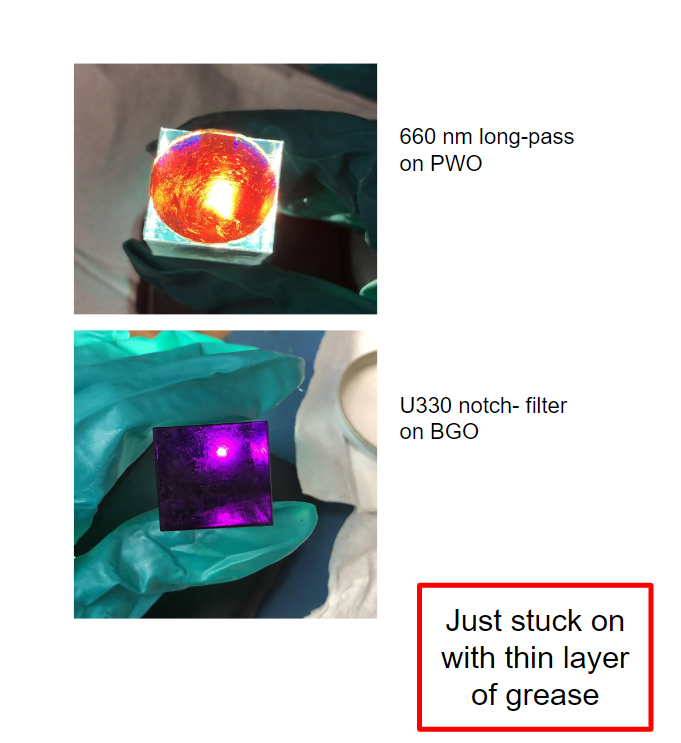 660 nm long-pass
on PWO
U330 notch- filter
on BGO
Just stuck on
with thin layer
of grease